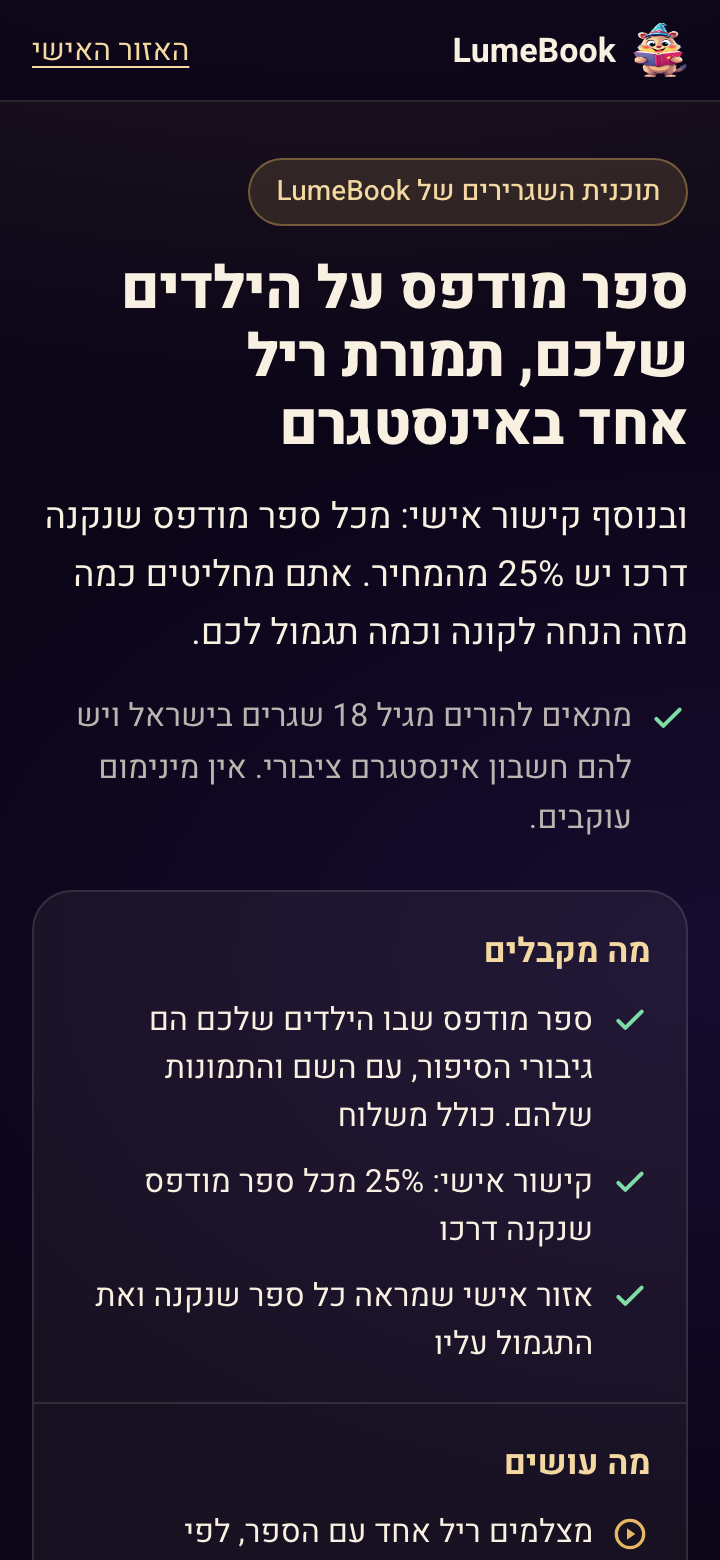 LumeBook
האזור האישי
תוכנית השגרירים של LumeBook
ספר מודפס על הילדים
שלכם, תמורת ריל
אחד באינסטגרם
ובנוסף קישור אישי: מכל ספר מודפס שנקנה
דרכו יש 25% מהמחיר. אתם מחליטים כמה
מזה הנחה לקונה וכמה תגמול לכם.
מתאים להורים מגיל 18 שגרים בישראל ויש
להם חשבון אינסטגרם ציבורי. אין מינימום
עוקבים.
מה מקבלים
ספר מודפס שבו הילדים שלכם הם
גיבורי הסיפור, עם השם והתמונות
שלהם. כולל משלוח
קישור אישי: 25% מכל ספר מודפס
שנקנה דרכו
אזור אישי שמראה כל ספר שנקנה ואת
התגמול עליו
מה עושים
מצלמים ריל אחד עם הספר, לפי